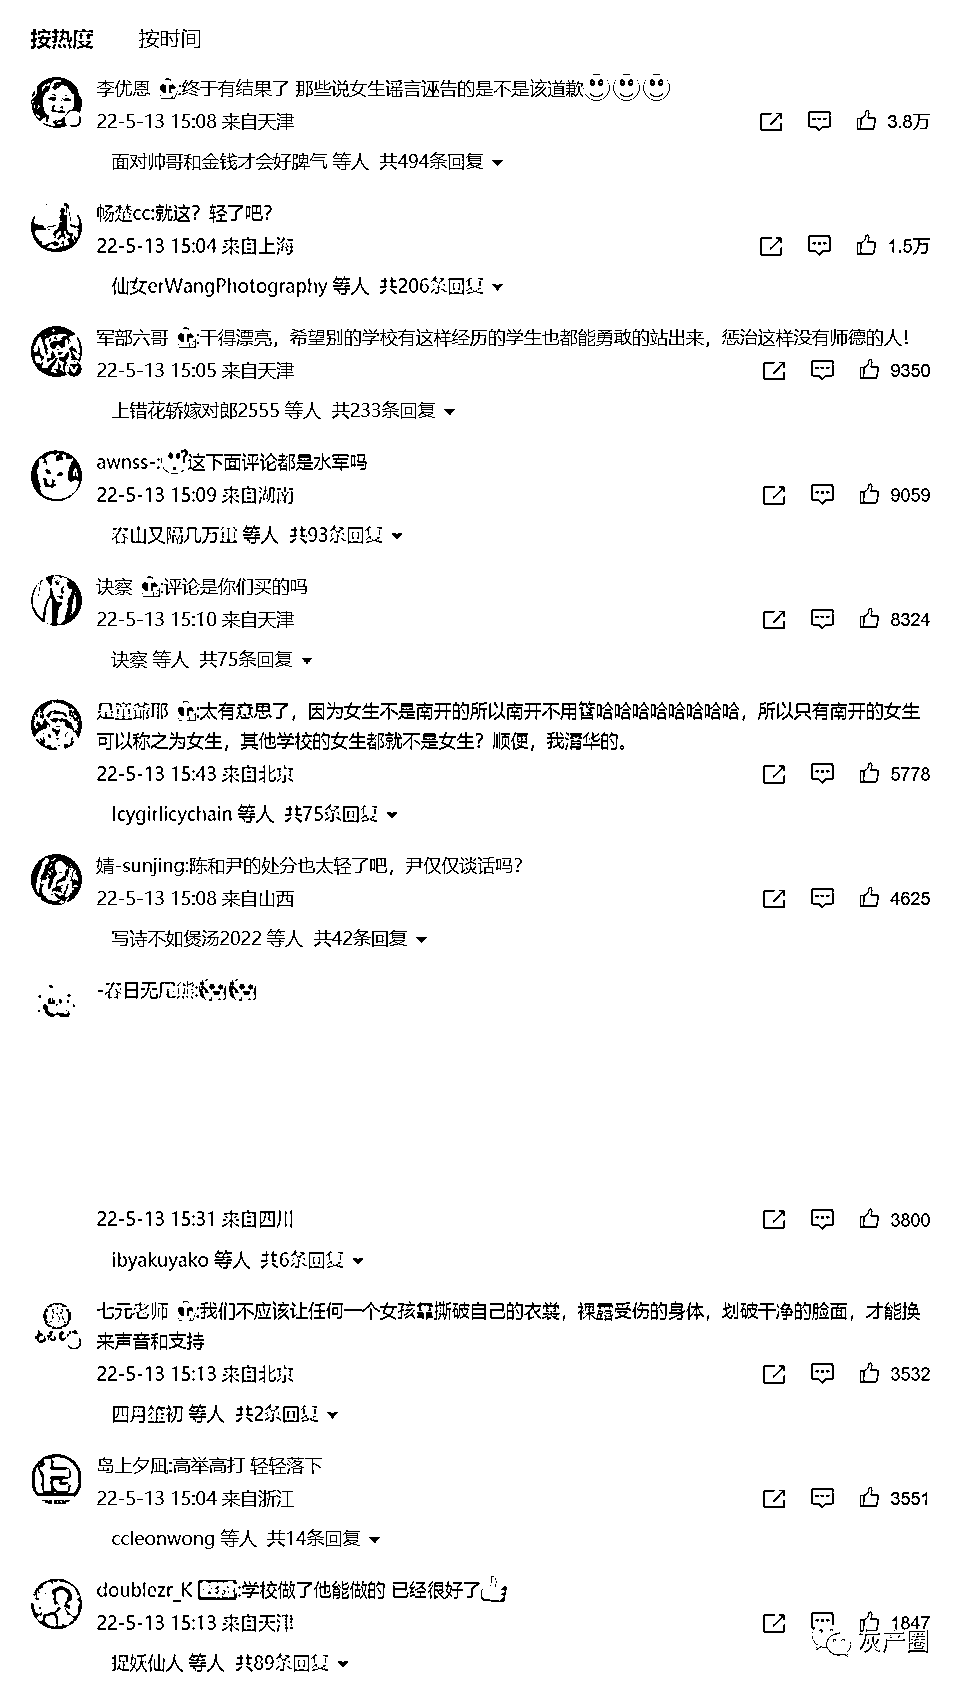 按热度 按时间
李优恩 :终于有结果了 那些说女生谣言诬告的是不是该道歉
22-5-13 15:08 来自天津 3.8万
面对帅哥和金钱才会好脾气 等人 共494条回复
畅楚cc:就这？轻了吧？
22-5-13 15:04 来自上海 1.5万
仙女erWangPhotography 等人 共206条回复
军部六哥 :干得漂亮，希望别的学校有这样经历的学生也都能勇敢的站出来，惩治这样没有师德的人！
22-5-13 15:05 来自天津 9350
上错花轿嫁对郎2555 等人 共233条回复
awnss-:这下面评论都是水军吗
22-5-13 15:09 来自湖南 9059
春山又隔几万重 等人 共93条回复
诀察 :评论是你们买的吗
22-5-13 15:10 来自天津 8324
诀察 等人 共75条回复
是董爺耶 :太有意思了，因为女生不是南开的所以南开不用管哈哈哈哈哈哈哈哈，所以只有南开的女生
可以称之为女生，其他学校的女生都就不是女生？顺便，我清华的。
22-5-13 15:43 来自北京 5778
Icygirlicychain 等人 共75条回复
婧-sunjing:陈和尹的处分也太轻了吧，尹仅仅谈话吗？
22-5-13 15:08 来自山西 4625
写诗不如煲汤2022 等人 共42条回复
-春日无尾熊:
22-5-13 15:31 来自四川 3800
ibyakuyako 等人 共6条回复
七元老师 :我们不应该让任何一个女孩靠撕破自己的衣裳，裸露受伤的身体，划破干净的脸面，才能换
来声音和支持
22-5-13 15:13 来自北京 3532
四月 初 等人 共2条回复
岛上夕凪:高举高打 轻轻落下
22-5-13 15:04 来自浙江 3551
ccleonwong 等人 共14条回复
doublezr_K :学校做了他能做的 已经很好了
22-5-13 15:13 来自天津 1847
捉妖仙人 等人 共89条回复
灰产圈